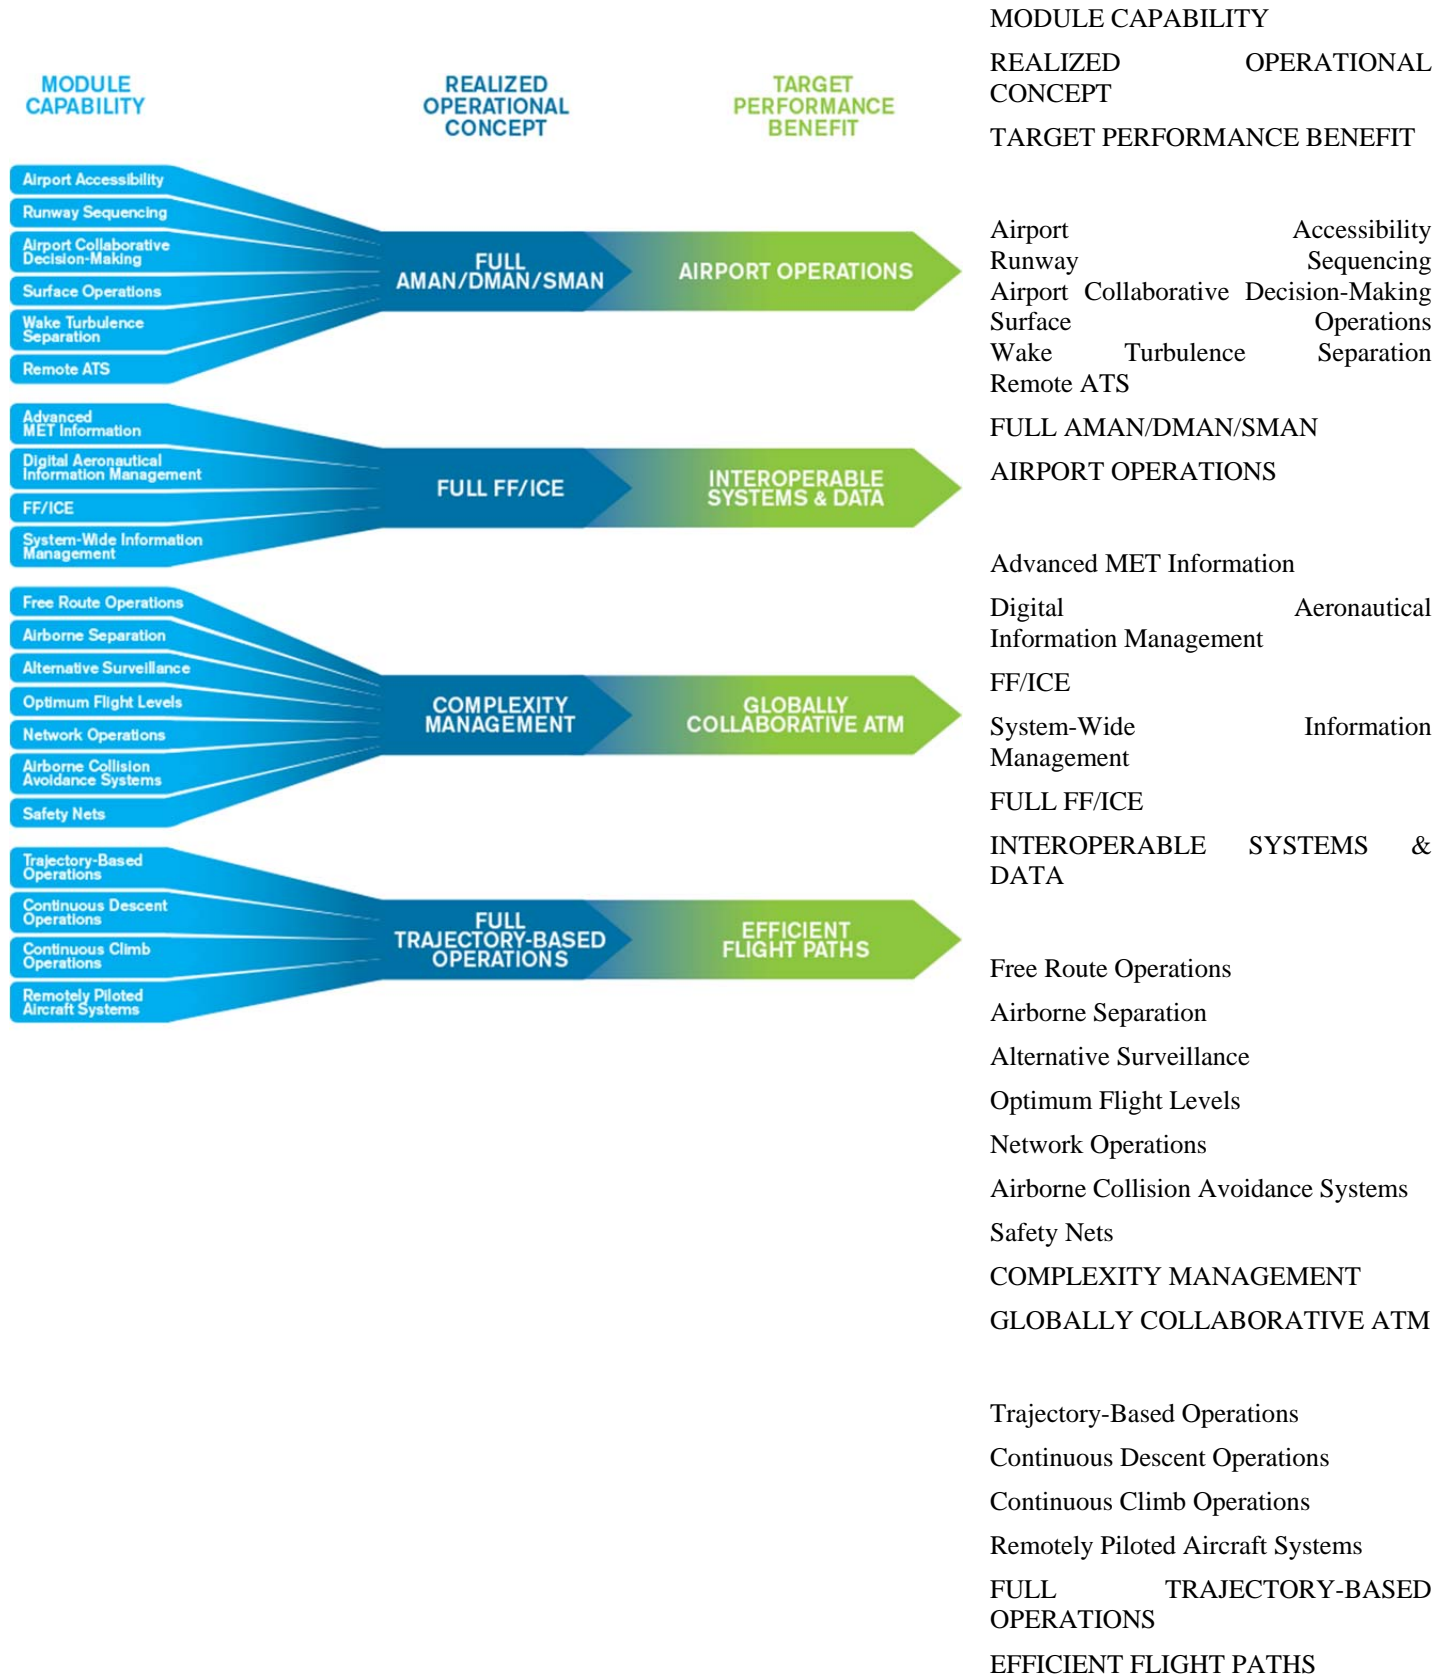 MODULE
CAPABILITY
REALIZED
OPERATIONAL
CONCEPT
TARGET
PERFORMANCE
BENEFIT
Airport Accessibility
Runway Sequencing
Airport Collaborative
Decision-Making
Surface Operations
Wake Turbulence
Separation
Remote ATS
FULL
AMAN/DMAN/SMAN
AIRPORT OPERATIONS
Advanced
MET Information
Digital Aeronautical
Information Management
FF/ICE
System-Wide Information
Management
FULL FF/ICE
INTEROPERABLE
SYSTEMS & DATA
Free Route Operations
Airborne Separation
Alternative Surveillance
Optimum Flight Levels
Network Operations
Airborne Collision
Avoidance Systems
Safety Nets
COMPLEXITY
MANAGEMENT
GLOBALLY
COLLABORATIVE ATM
Trajectory-Based
Operations
Continuous Descent
Operations
Continuous Climb
Operations
Remotely Piloted
Aircraft Systems
FULL
TRAJECTORY-BASED
OPERATIONS
EFFICIENT
FLIGHT PATHS
MODULE CAPABILITY
REALIZED OPERATIONAL
CONCEPT
TARGET PERFORMANCE BENEFIT
Airport Accessibility
Runway Sequencing
Airport Collaborative Decision-Making
Surface Operations
Wake Turbulence Separation
Remote ATS
FULL AMAN/DMAN/SMAN
AIRPORT OPERATIONS
Advanced MET Information
Digital Aeronautical
Information Management
FF/ICE
System-Wide Information
Management
FULL FF/ICE
INTEROPERABLE SYSTEMS &
DATA
Free Route Operations
Airborne Separation
Alternative Surveillance
Optimum Flight Levels
Network Operations
Airborne Collision Avoidance Systems
Safety Nets
COMPLEXITY MANAGEMENT
GLOBALLY COLLABORATIVE ATM
Trajectory-Based Operations
Continuous Descent Operations
Continuous Climb Operations
Remotely Piloted Aircraft Systems
FULL TRAJECTORY-BASED
OPERATIONS
EFFICIENT FLIGHT PATHS